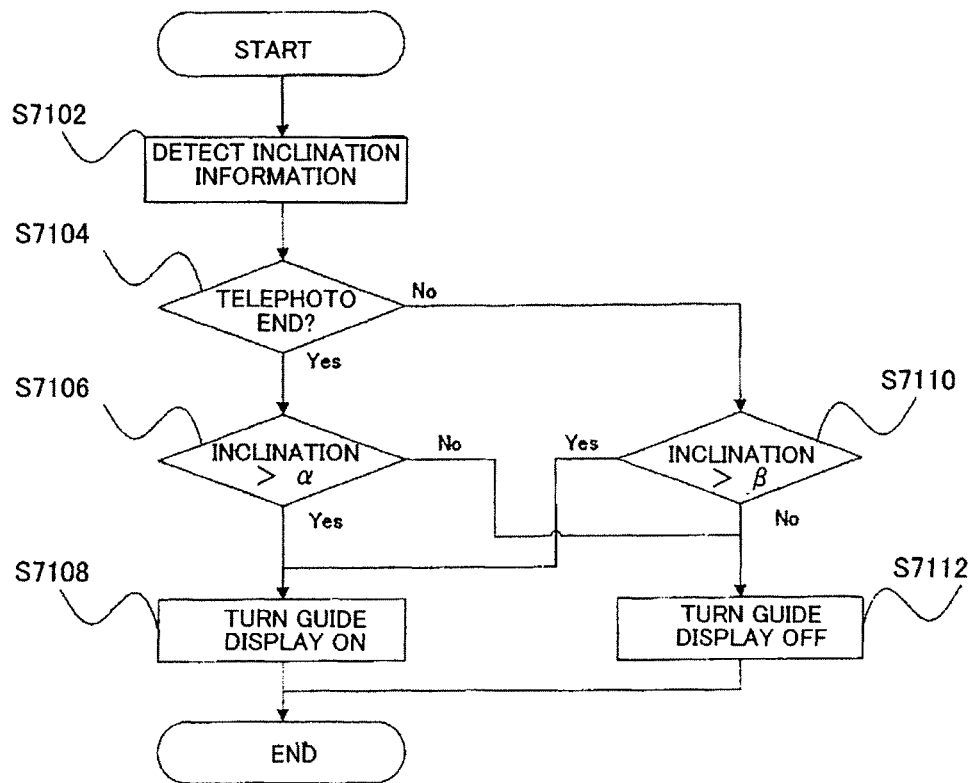 START
S7102
DETECT INCLINATION
INFORMATION
S7104
TELEPHOTO
END?
No
Yes
S7106
INCLINATION
> α
No
Yes
S7110
INCLINATION
> β
Yes
No
S7108
TURN GUIDE
DISPLAY ON
S7112
TURN GUIDE
DISPLAY OFF
END